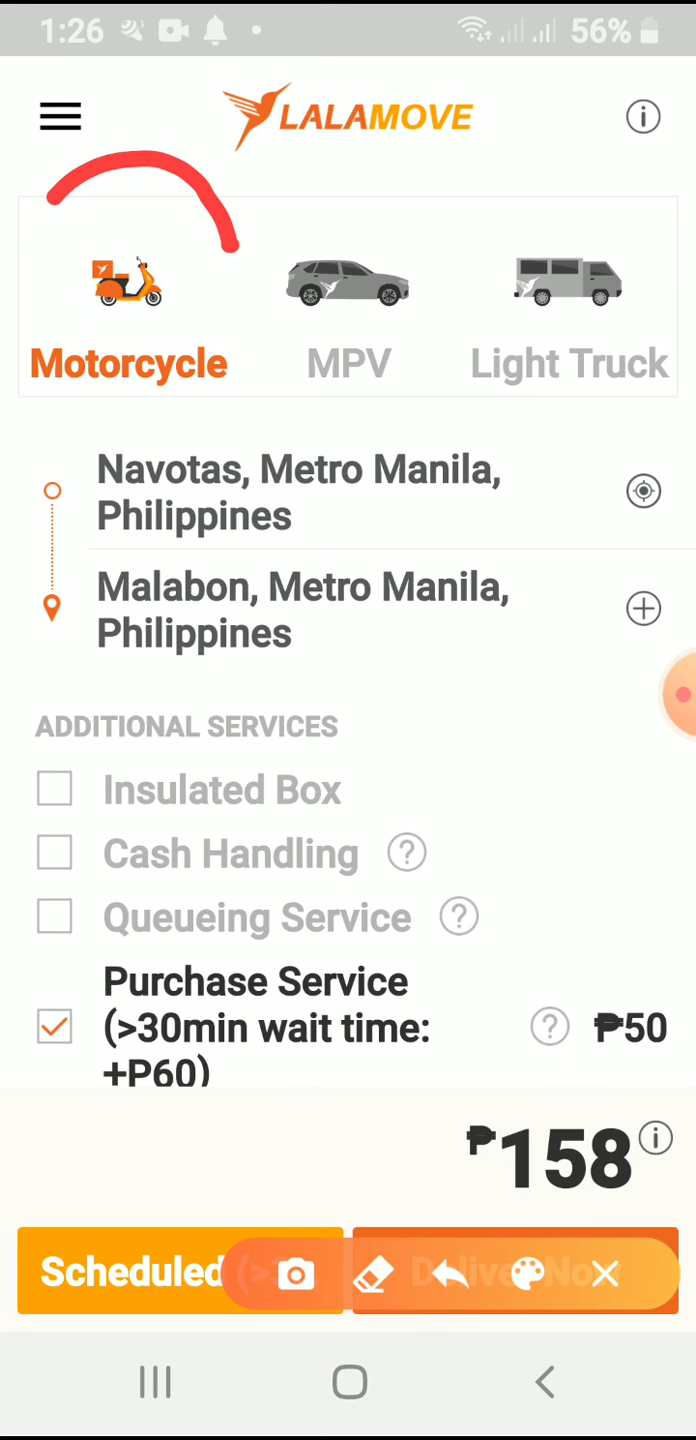 1:26
56%
LALAMOVE
Motorcycle MPV Light Truck
Navotas, Metro Manila,
Philippines
Malabon, Metro Manila,
Philippines
ADDITIONAL SERVICES
Insulated Box
Cash Handling
Queueing Service
Purchase Service
(>30min wait time: ₱50
+P60)
₱158
Scheduled Deliver Now